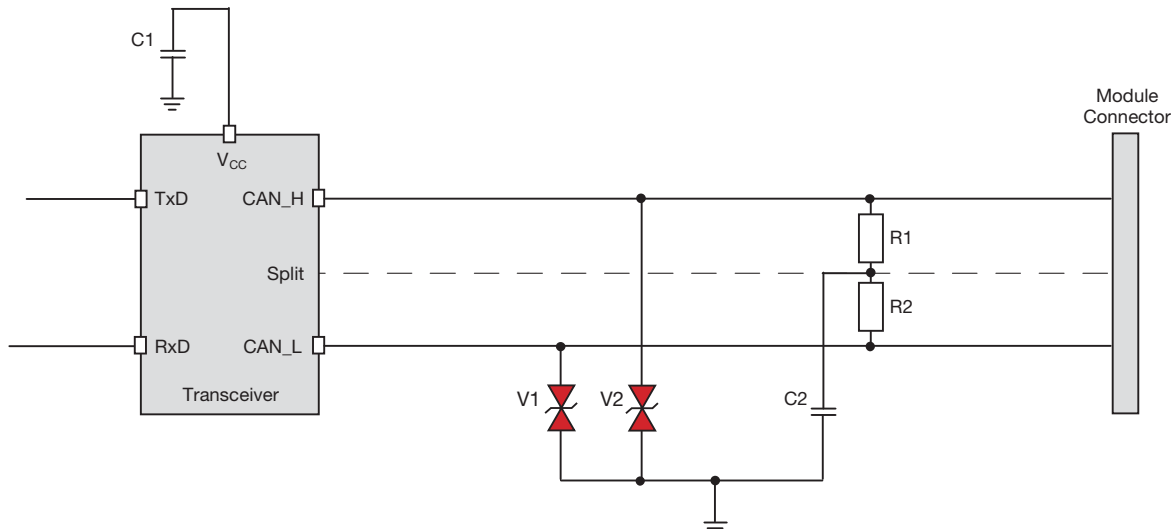 C1
Module
Connector
V_CC
TxD
CAN_H
R1
Split
R2
RxD
CAN_L
V1
V2
C2
Transceiver